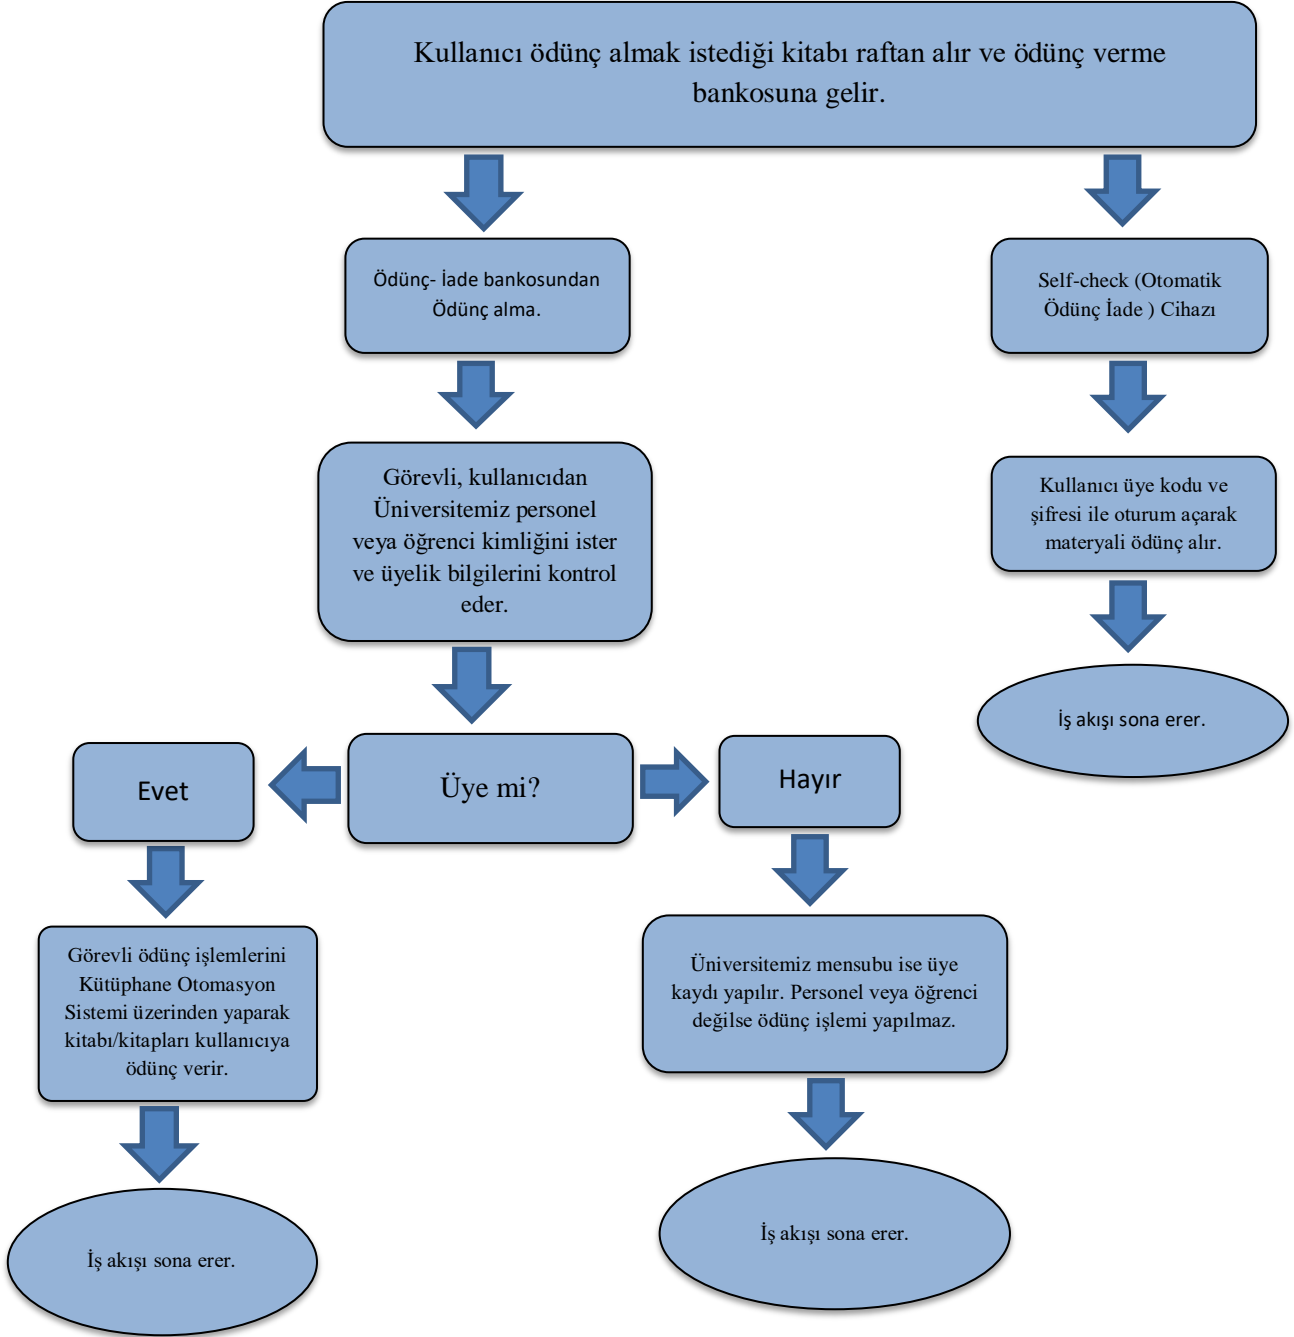 Kullanıcı ödünç almak istediği kitabı raftan alır ve ödünç verme
bankosuna gelir.
Ödünç- İade bankosundan
Ödünç alma.
Self-check (Otomatik
Ödünç İade ) Cihazı
Görevli, kullanıcıdan
Üniversitemiz personel
veya öğrenci kimliğini ister
ve üyelik bilgilerini kontrol
eder.
Kullanıcı üye kodu ve
şifresi ile oturum açarak
materyali ödünç alır.
İş akışı sona erer.
Evet
Üye mi?
Hayır
Görevli ödünç işlemlerini
Kütüphane Otomasyon
Sistemi üzerinden yaparak
kitabı/kitapları kullanıcıya
ödünç verir.
Üniversitemiz mensubu ise üye
kaydı yapılır. Personel veya öğrenci
değilse ödünç işlemi yapılmaz.
İş akışı sona erer.
İş akışı sona erer.